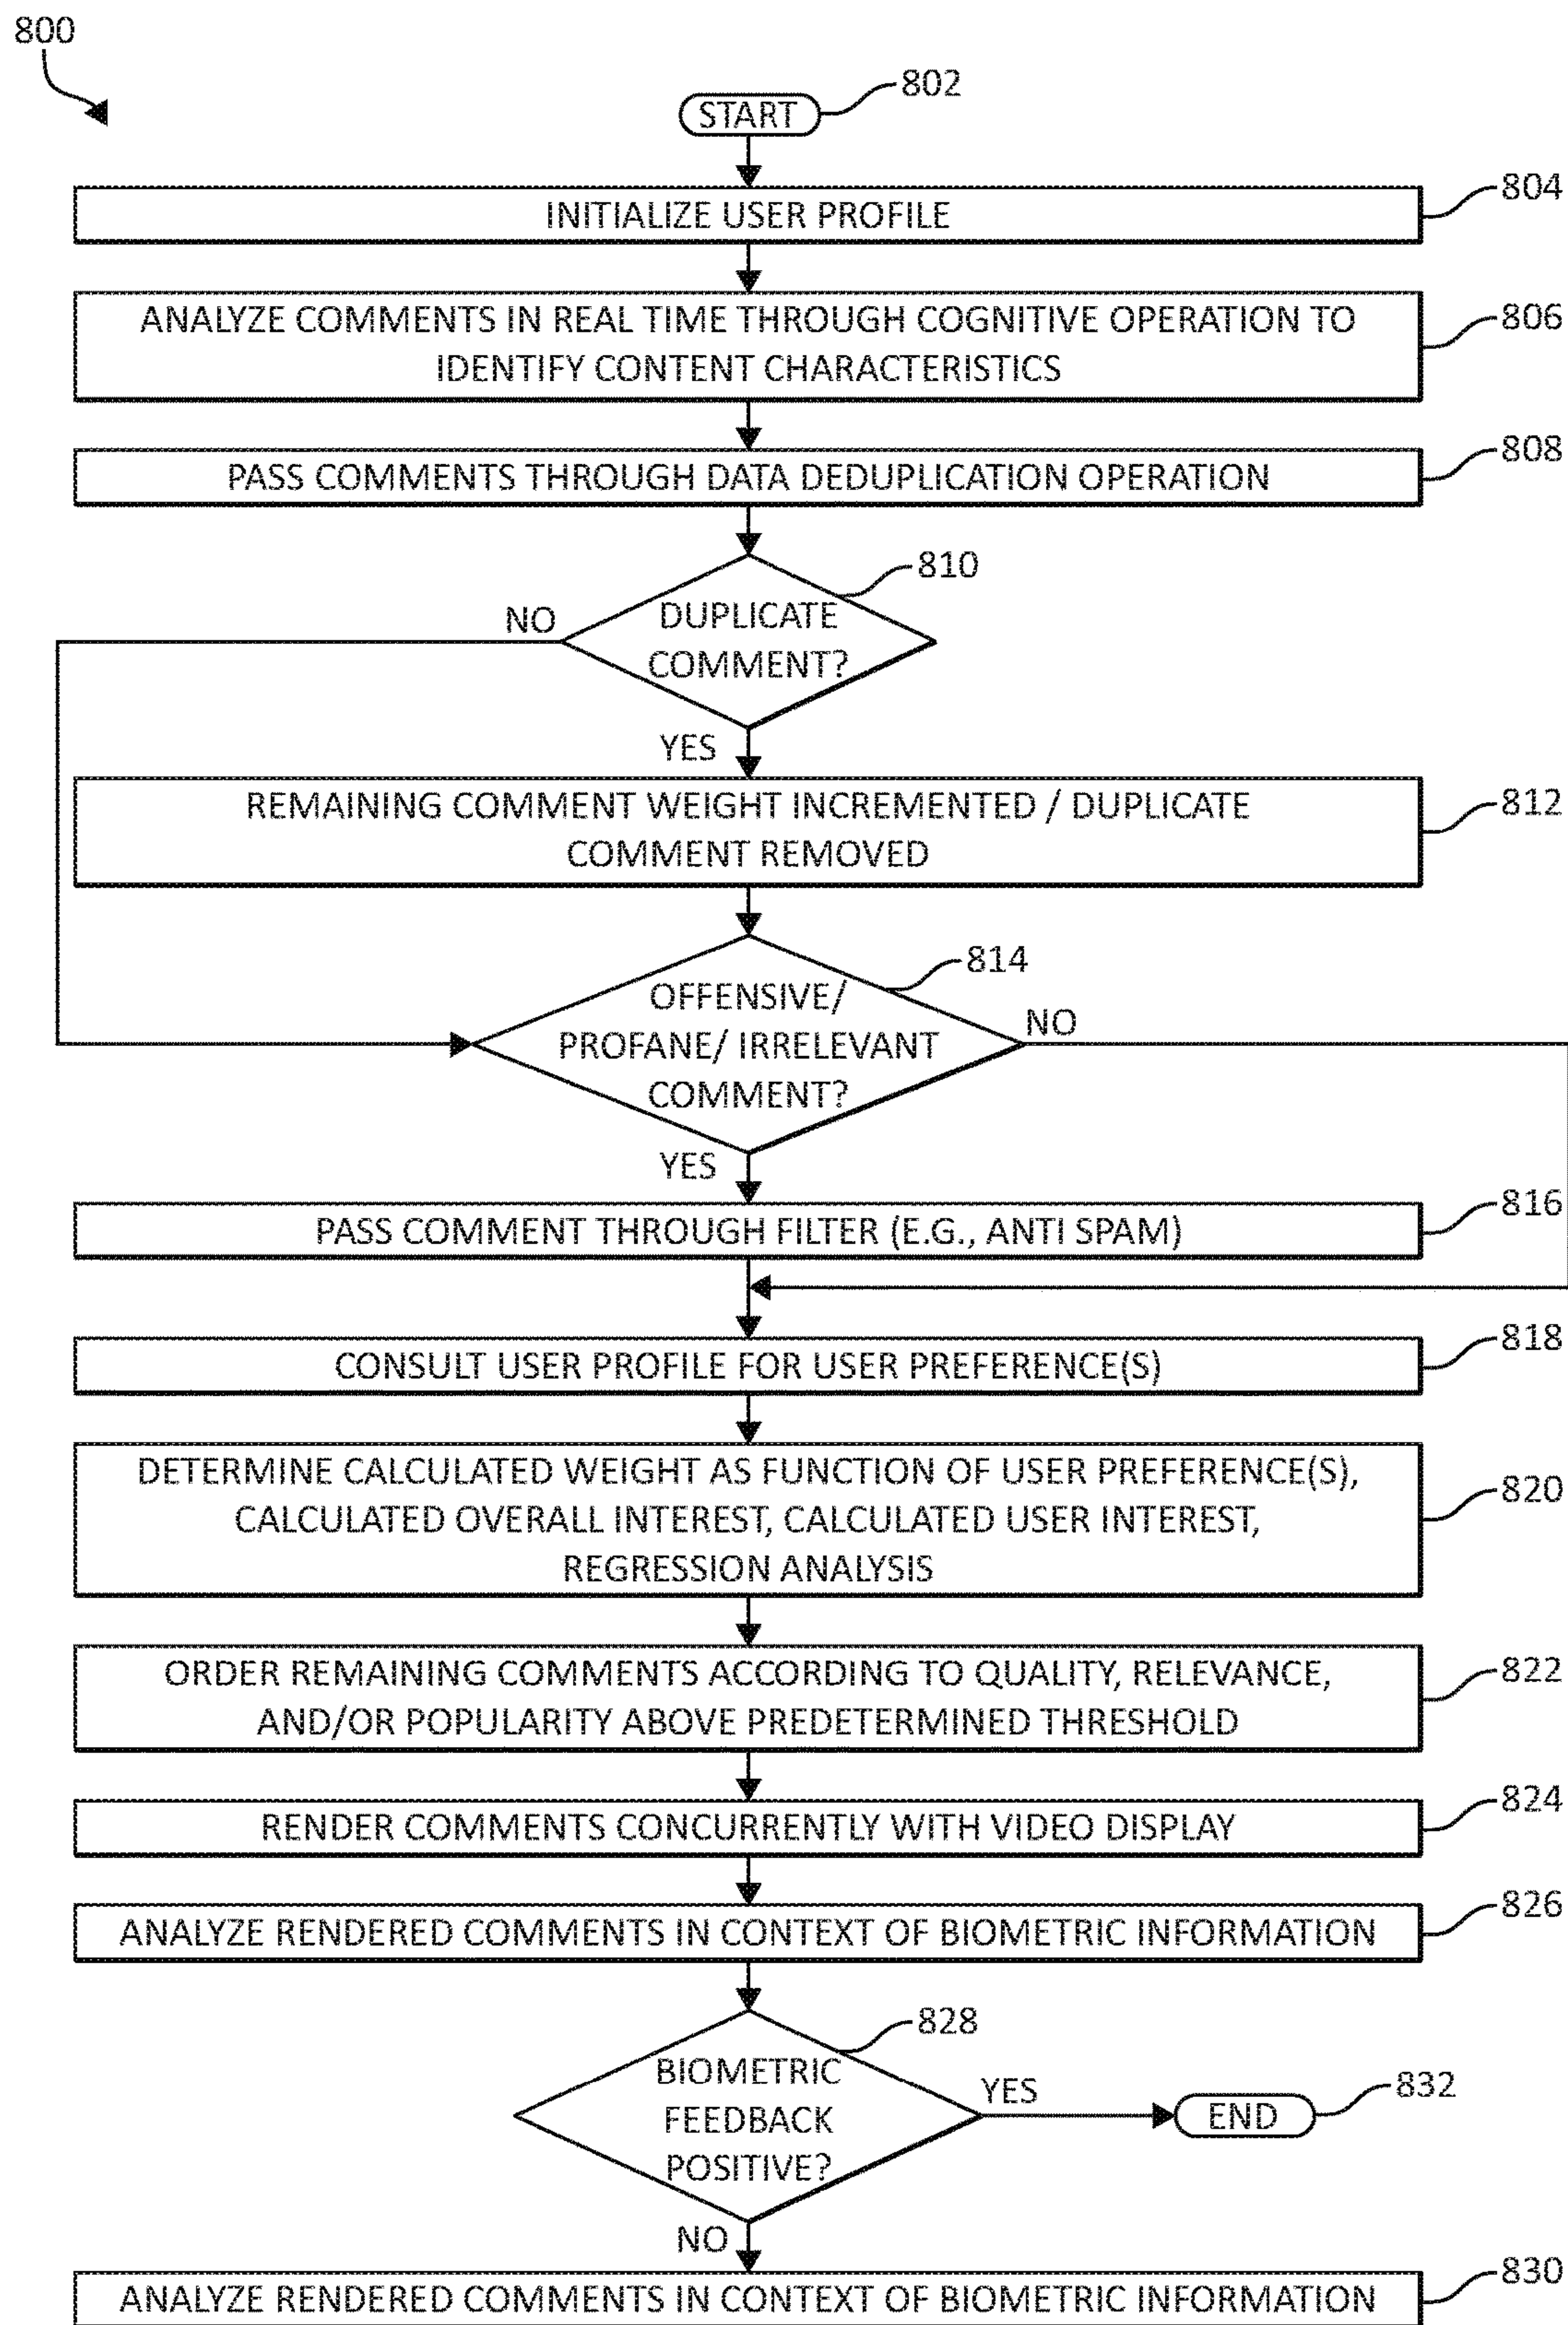 800
802
START
804
INITIALIZE USER PROFILE
806
ANALYZE COMMENTS IN REAL TIME THROUGH COGNITIVE OPERATION TO
IDENTIFY CONTENT CHARACTERISTICS
808
PASS COMMENTS THROUGH DATA DEDUPLICATION OPERATION
810
DUPLICATE
COMMENT?
NO
YES
812
REMAINING COMMENT WEIGHT INCREMENTED / DUPLICATE
COMMENT REMOVED
814
OFFENSIVE/
PROFANE/ IRRELEVANT
COMMENT?
NO
YES
816
PASS COMMENT THROUGH FILTER (E.G., ANTI SPAM)
818
CONSULT USER PROFILE FOR USER PREFERENCE(S)
820
DETERMINE CALCULATED WEIGHT AS FUNCTION OF USER PREFERENCE(S),
CALCULATED OVERALL INTEREST, CALCULATED USER INTEREST,
REGRESSION ANALYSIS
822
ORDER REMAINING COMMENTS ACCORDING TO QUALITY, RELEVANCE,
AND/OR POPULARITY ABOVE PREDETERMINED THRESHOLD
824
RENDER COMMENTS CONCURRENTLY WITH VIDEO DISPLAY
826
ANALYZE RENDERED COMMENTS IN CONTEXT OF BIOMETRIC INFORMATION
828
BIOMETRIC
FEEDBACK
POSITIVE?
YES
832
END
NO
830
ANALYZE RENDERED COMMENTS IN CONTEXT OF BIOMETRIC INFORMATION